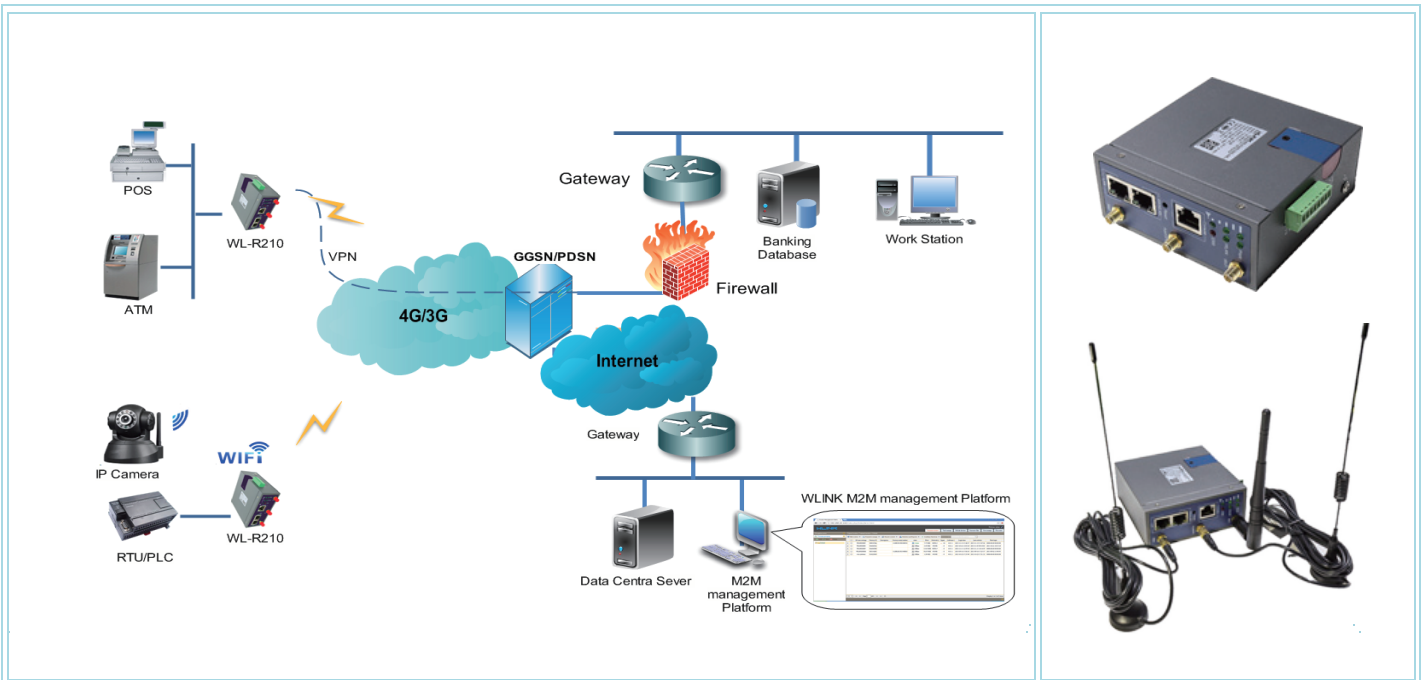 POS
WL-R210
ATM
VPN
4G/3G
GGSN/PDSN
Gateway
Firewall
Banking
Database
Work Station
Internet
IP Camera
WIFi
RTU/PLC
WL-R210
Gateway
Data Centra Sever
M2M
management
Platform
WLINK M2M management Platform